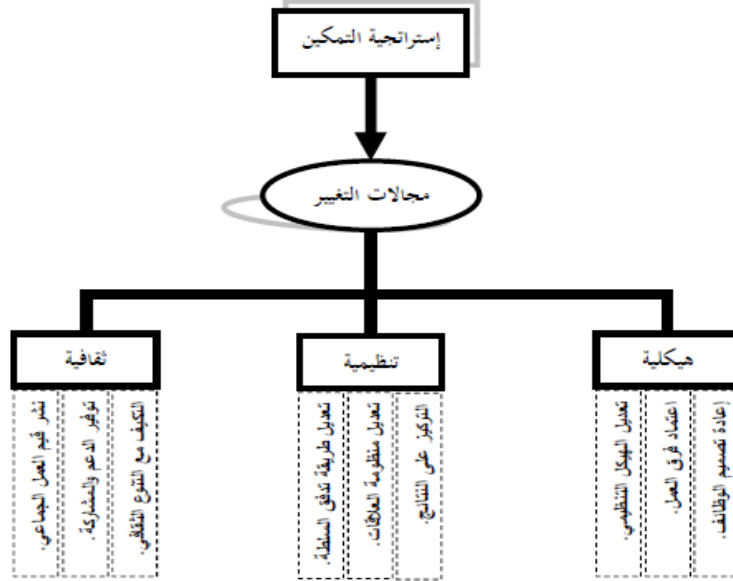 إستراتجية التمكين
مجالات التغيير
هيكلية
تنظيمية
ثقافية
إعادة تصميم الوظائف.
اعتماد فرق العمل.
تعديل الهيكل التنظيمي.
التركيز على النتائج.
تعديل منظومة العلاقات.
تعديل طريقة تدفق السلطة.
التكيف مع التنوع الثقافي.
توفير الدعم والمشاركة.
نشر قيم العمل الجماعي.